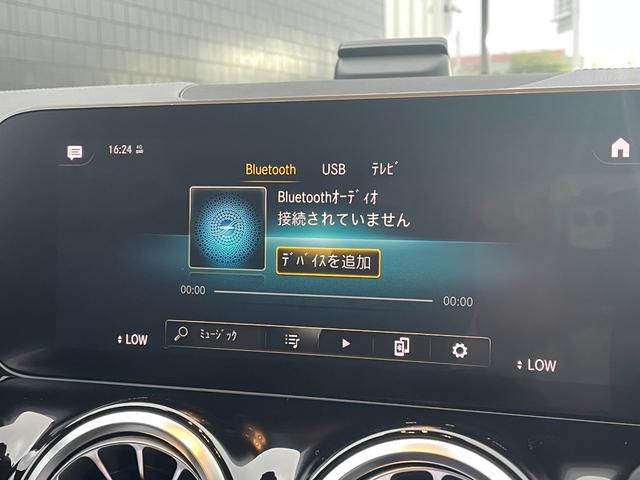 16:24 4G
Bluetooth USB ﾃﾚﾋﾞ
Bluetoothｵｰﾃﾞｨｵ
接続されていません
ﾃﾞﾊﾞｲｽを追加
00:00 00:00
ﾐｭｰｼﾞｯｸ
LOW LOW